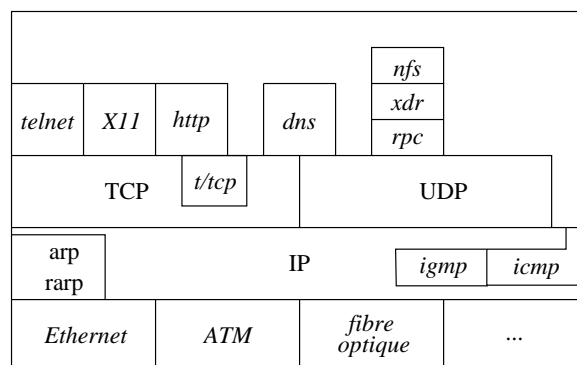 nfs
xdr
rpc
telnet X11 http dns
t/tcp
TCP UDP
arp
rarp
IP
igmp icmp
Ethernet ATM fibre optique ...